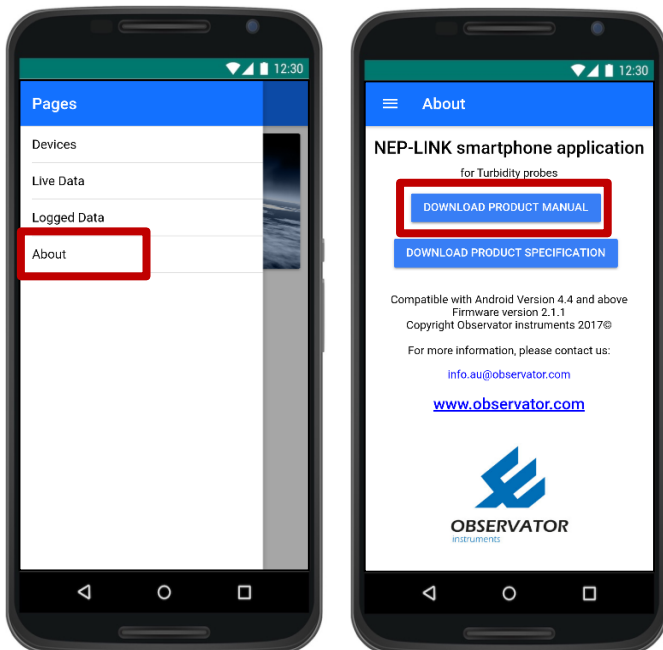 12:30
Pages
Devices
Live Data
Logged Data
About
12:30
About
NEP-LINK smartphone application
for Turbidity probes
DOWNLOAD PRODUCT MANUAL
DOWNLOAD PRODUCT SPECIFICATION
Compatible with Android Version 4.4 and above
Firmware version 2.1.1
Copyright Observator instruments 2017©
For more information, please contact us:
info.au@observator.com
www.observator.com
OBSERVATOR
instruments